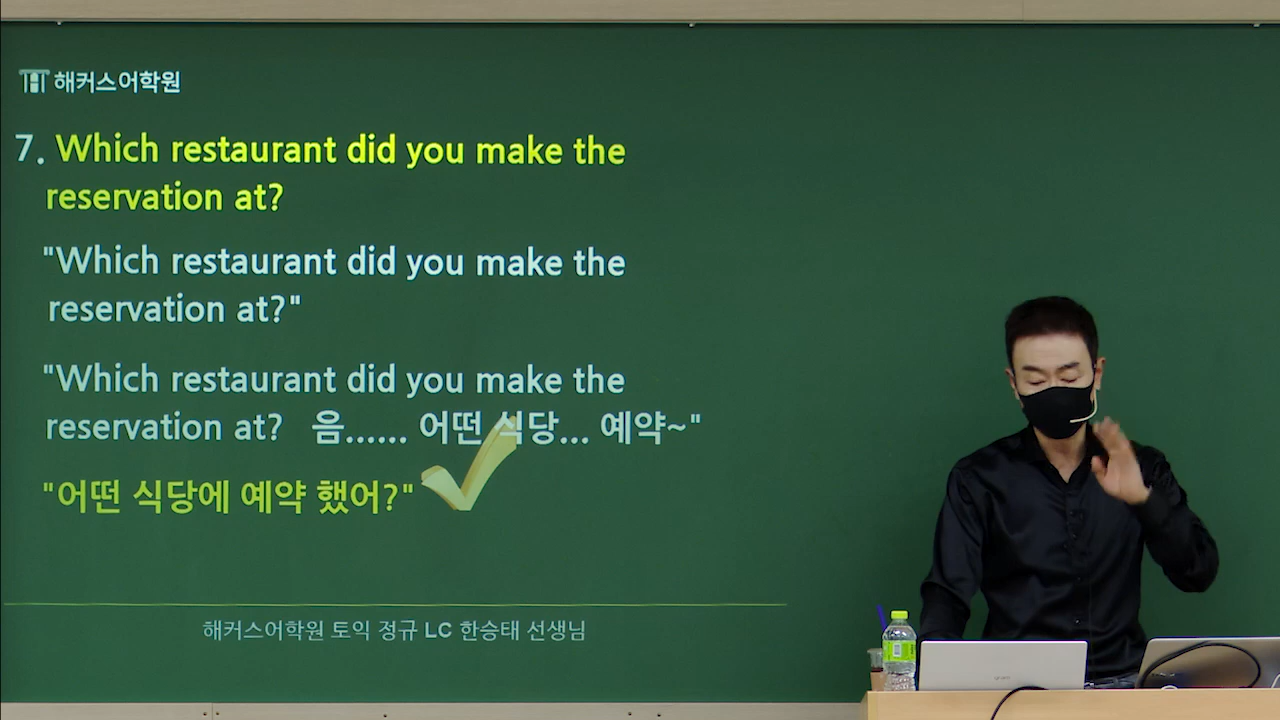 해커스어학원
7. Which restaurant did you make the
reservation at?
"Which restaurant did you make the
reservation at?"
"Which restaurant did you make the
reservation at? 음...... 어떤 식당... 예약~"
"어떤 식당에 예약 했어?"
해커스어학원 토익 정규 LC 한승태 선생님
gram